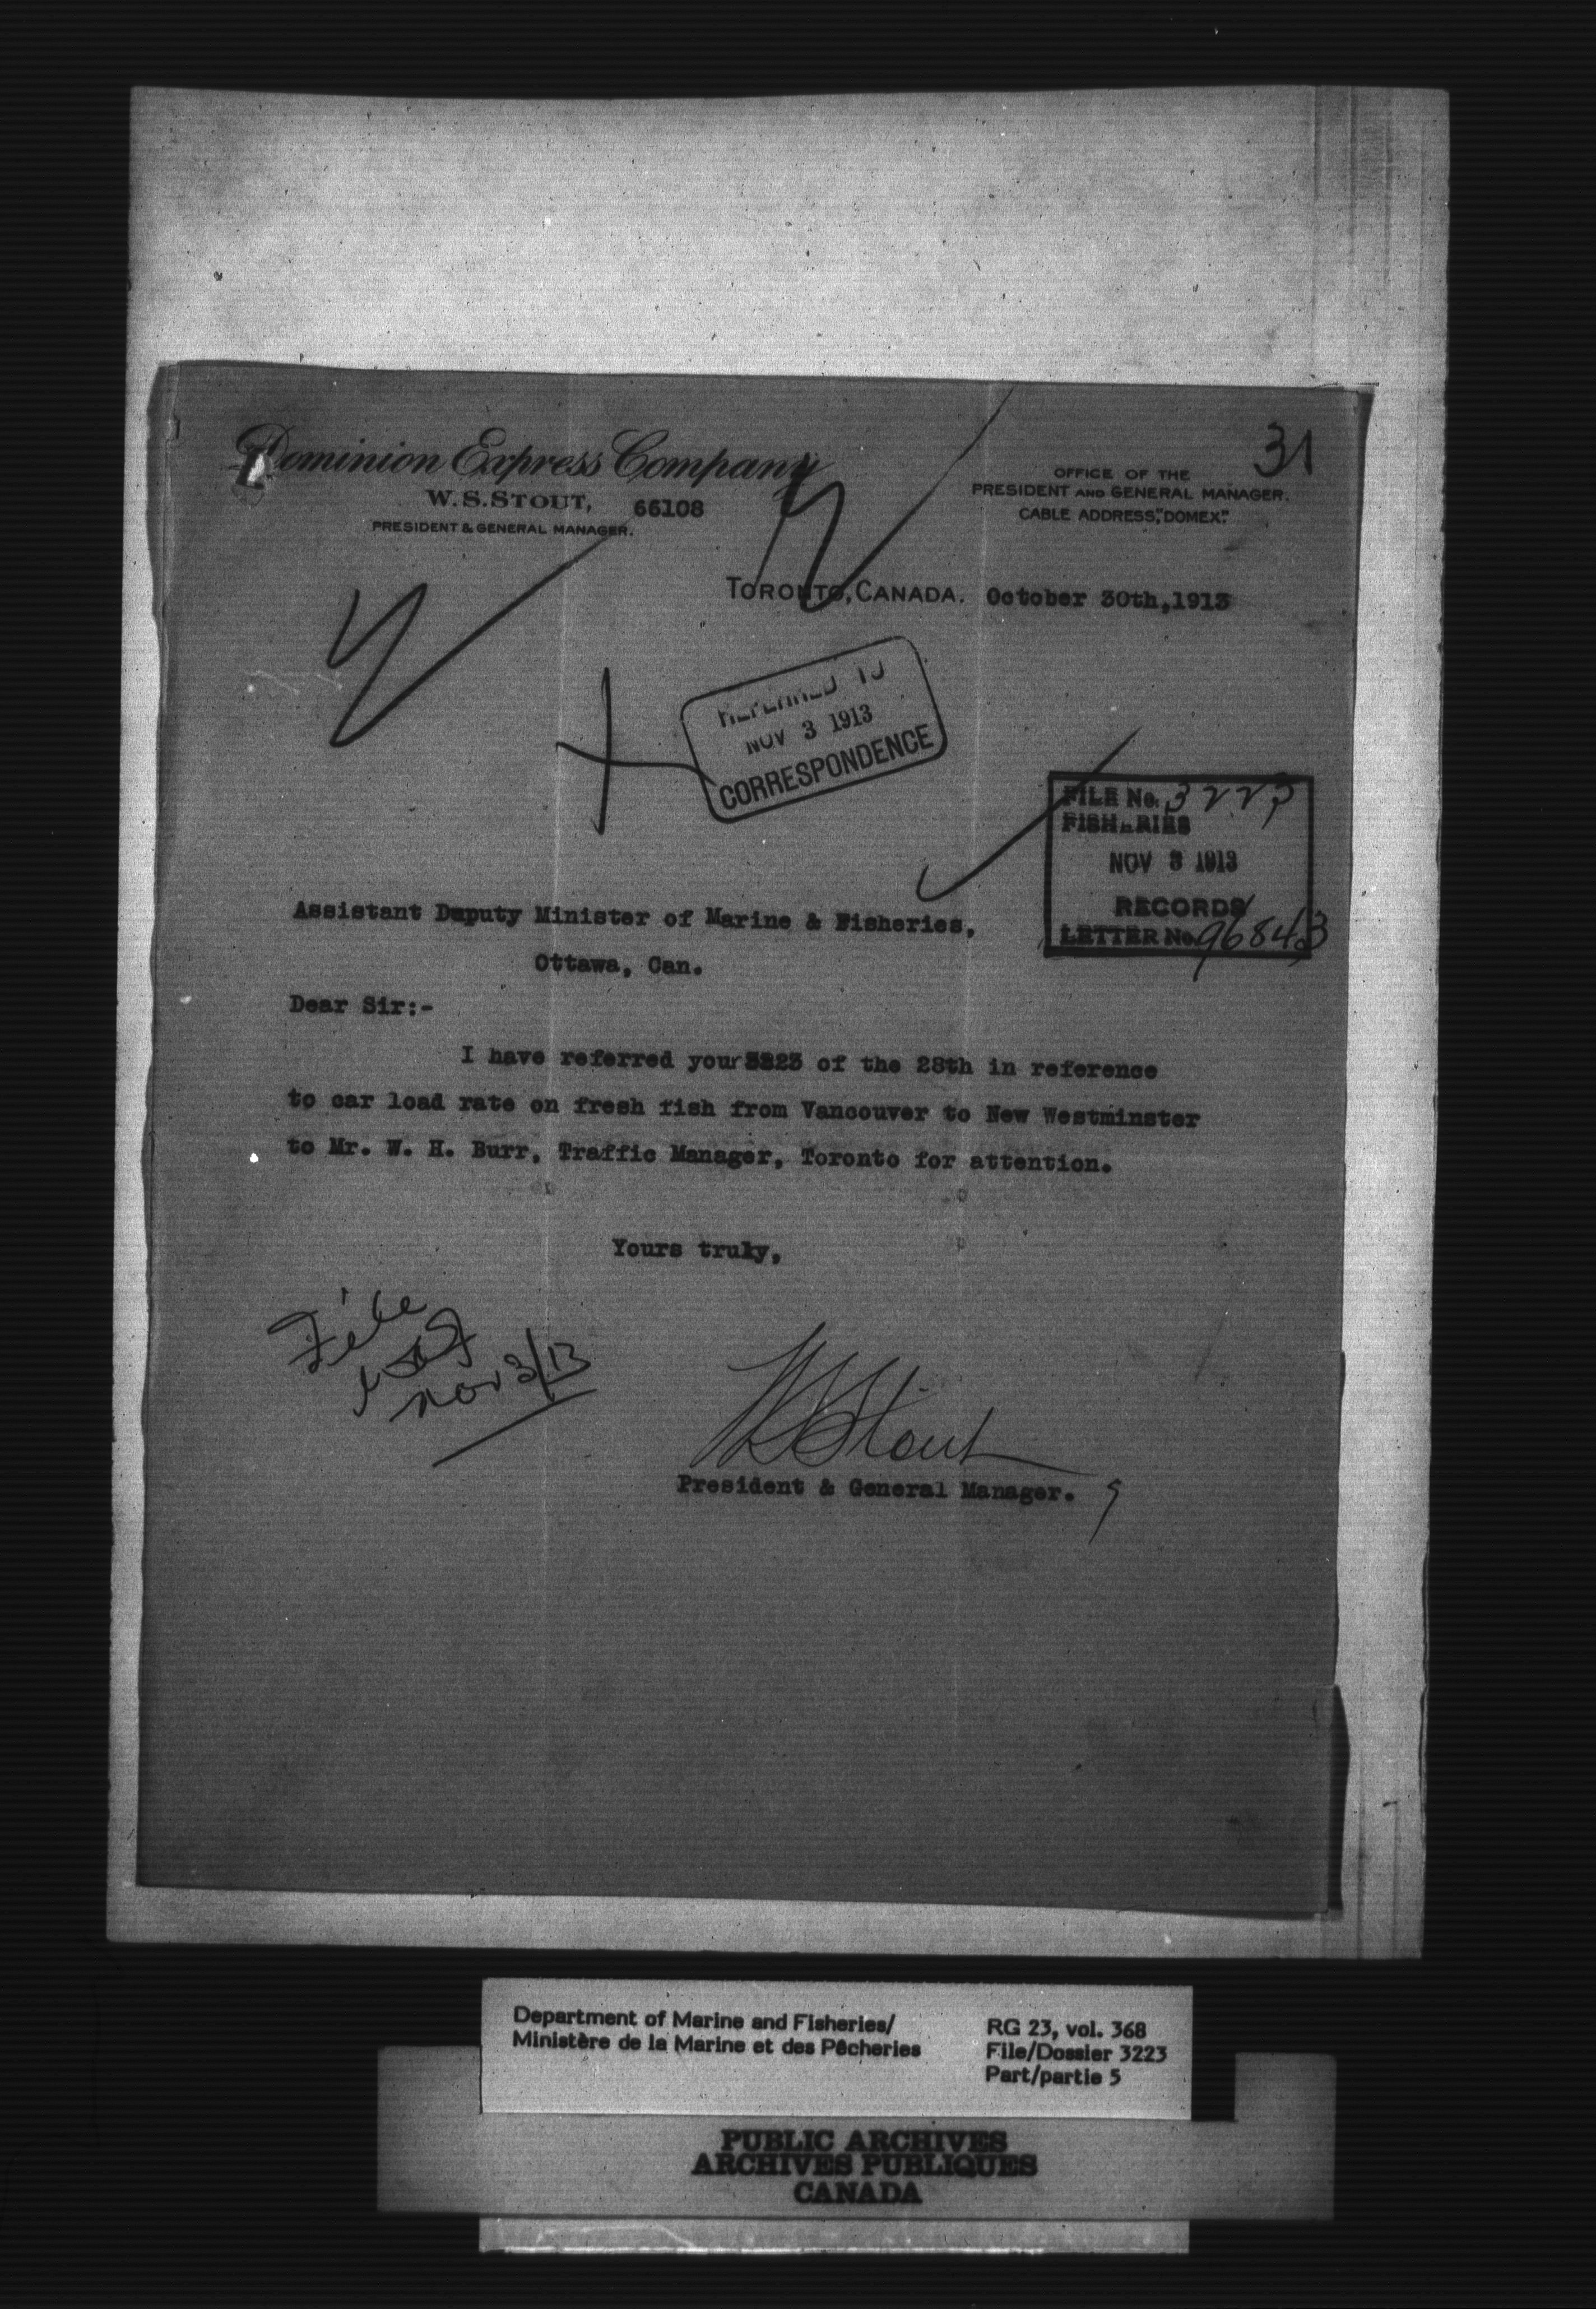 31
Dominion Express Company
W. S. STOUT, 66108
PRESIDENT & GENERAL MANAGER.
OFFICE OF THE
PRESIDENT AND GENERAL MANAGER.
CABLE ADDRESS, "DOMEX."
TORONTO, CANADA. October 30th, 1913
REFERRED TO
NOV 3 1913
CORRESPONDENCE
FILE No. 3223
FISHERIES
NOV 3 1913
RECORDS
LETTER No. 96843
Assistant Deputy Minister of Marine & Fisheries,
Ottawa, Can.
Dear Sir:-
I have referred your 3223 of the 28th in reference
to car load rate on fresh fish from Vancouver to New Westminster
to Mr. W. H. Burr, Traffic Manager, Toronto for attention.
Yours truly,
File
Nov 3/13
W S Stout
President & General Manager.
Department of Marine and Fisheries/
Ministère de la Marine et des Pêcheries
RG 23, vol. 368
File/Dossier 3223
Part/partie 5
PUBLIC ARCHIVES
ARCHIVES PUBLIQUES
CANADA